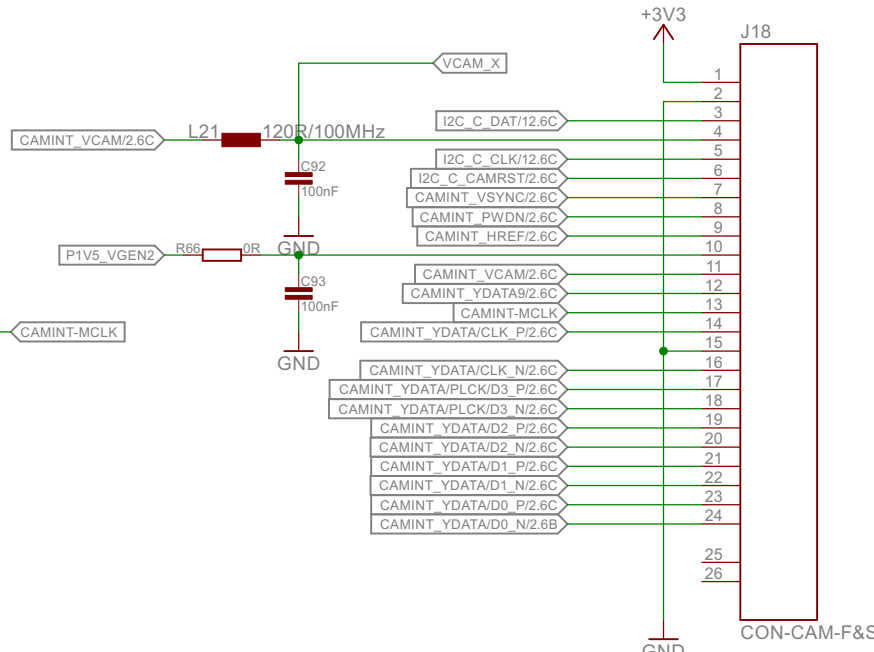 +3V3
J18
VCAM_X
1
2
I2C_C_DAT/12.6C 3
CAMINT_VCAM/2.6C L21 120R/100MHz 4
I2C_C_CLK/12.6C 5
C92
100nF
I2C_C_CAMRST/2.6C 6
CAMINT_VSYNC/2.6C 7
CAMINT_PWDN/2.6C 8
CAMINT_HREF/2.6C 9
GND
P1V5_VGEN2 R66 0R 10
CAMINT_VCAM/2.6C 11
C93
100nF
CAMINT_YDATA9/2.6C 12
CAMINT-MCLK 13
CAMINT-MCLK
CAMINT_YDATA/CLK_P/2.6C 14
15
GND
CAMINT_YDATA/CLK_N/2.6C 16
CAMINT_YDATA/PLCK/D3_P/2.6C 17
CAMINT_YDATA/PLCK/D3_N/2.6C 18
CAMINT_YDATA/D2_P/2.6C 19
CAMINT_YDATA/D2_N/2.6C 20
CAMINT_YDATA/D1_P/2.6C 21
CAMINT_YDATA/D1_N/2.6C 22
CAMINT_YDATA/D0_P/2.6C 23
CAMINT_YDATA/D0_N/2.6B 24
25
26
CON-CAM-F&S
GND